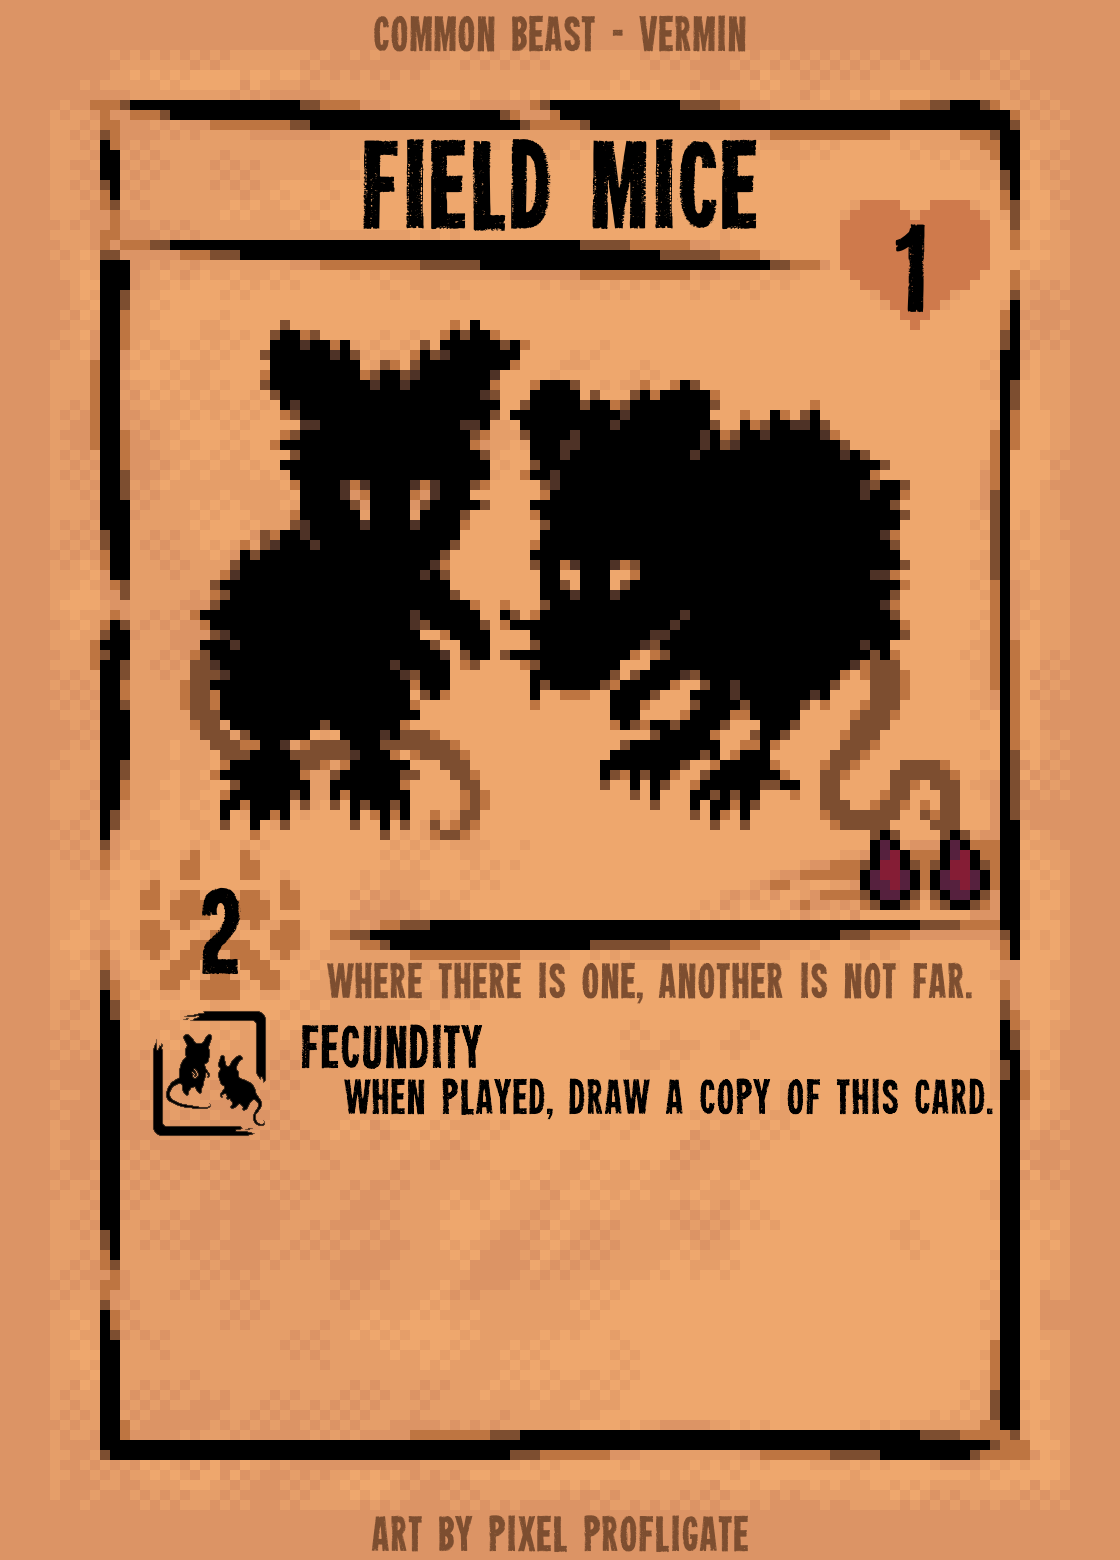 COMMON BEAST - VERMIN
FIELD MICE
1
2
WHERE THERE IS ONE, ANOTHER IS NOT FAR.
FECUNDITY
WHEN PLAYED, DRAW A COPY OF THIS CARD.
ART BY PIXEL PROFLIGATE